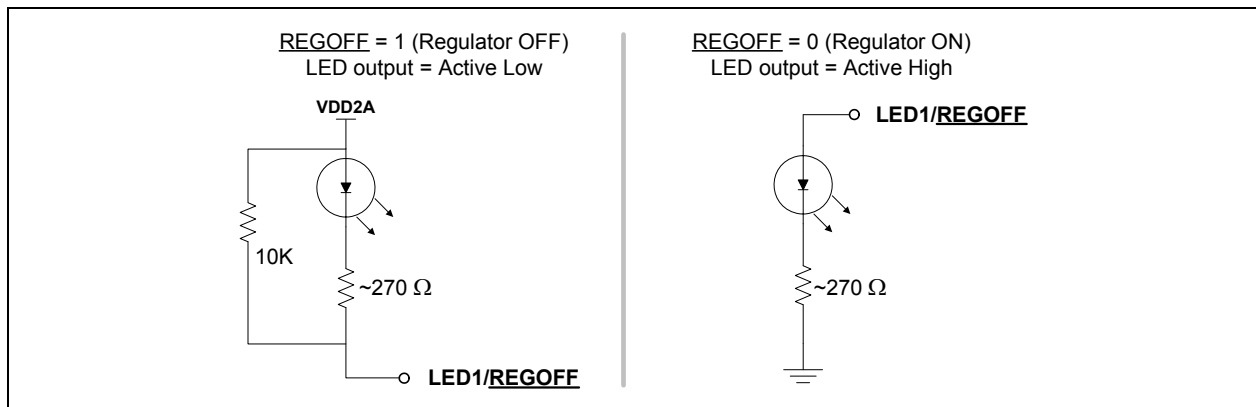 REGOFF = 1 (Regulator OFF)
LED output = Active Low
VDD2A
10K
~270 Ω
LED1/REGOFF
REGOFF = 0 (Regulator ON)
LED output = Active High
LED1/REGOFF
~270 Ω